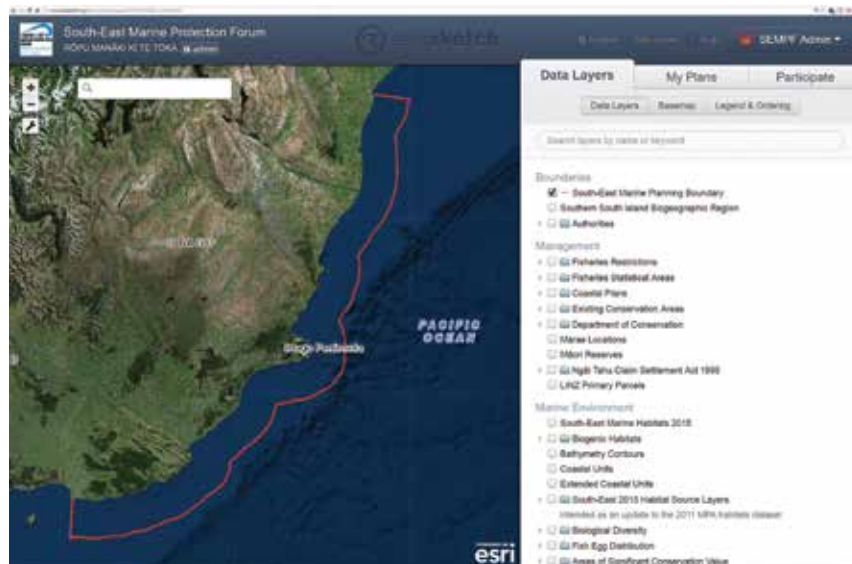 South-East Marine Protection Forum
RŌPU MANĀKI KI TE TOKA admin
SEMPF Admin
Data Layers
My Plans
Participate
Data Layers
Basemap
Legend & Ordering
Search layers by name or keyword
Boundaries
South-East Marine Planning Boundary
Southern South Island Biogeographic Region
Authorities
Management
Fisheries Restrictions
Fisheries Statistical Areas
Coastal Plans
Existing Conservation Areas
Department of Conservation
Marae Locations
Māori Reserves
Ngāi Tahu Claim Settlement Act 1998
LINZ Primary Parcels
Marine Environment
South-East Marine Habitats 2015
Biogenic Habitats
Bathymetry Contours
Coastal Units
Extended Coastal Units
South-East 2015 Habitat Source Layers
Intended as an update to the 2011 MPA habitats dataset
Biological Diversity
Fish Egg Distribution
Areas of Significant Conservation Value
PACIFIC
OCEAN
Otago Peninsula
esri